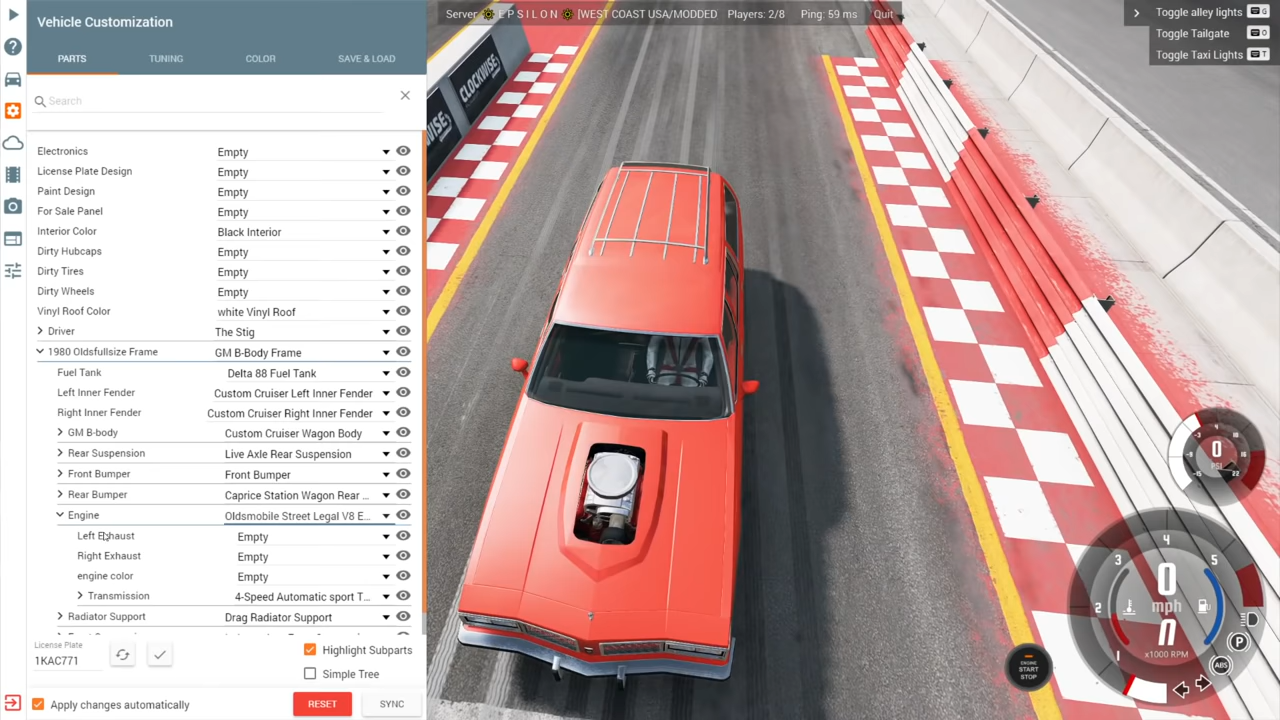 Vehicle Customization
PARTS TUNING COLOR SAVE & LOAD
Search
Electronics Empty
License Plate Design Empty
Paint Design Empty
For Sale Panel Empty
Interior Color Black Interior
Dirty Hubcaps Empty
Dirty Tires Empty
Dirty Wheels Empty
Vinyl Roof Color white Vinyl Roof
Driver The Stig
1980 Oldsfullsize Frame GM B-Body Frame
Fuel Tank Delta 88 Fuel Tank
Left Inner Fender Custom Cruiser Left Inner Fender
Right Inner Fender Custom Cruiser Right Inner Fender
GM B-body Custom Cruiser Wagon Body
Rear Suspension Live Axle Rear Suspension
Front Bumper Front Bumper
Rear Bumper Caprice Station Wagon Rear ...
Engine Oldsmobile Street Legal V8 E...
Left Exhaust Empty
Right Exhaust Empty
engine color Empty
Transmission 4-Speed Automatic sport T...
Radiator Support Drag Radiator Support
License Plate
1KAC771
Highlight Subparts
Simple Tree
Apply changes automatically
RESET SYNC
Server E P S I L O N [WEST COAST USA/MODDED Players: 2/8 Ping: 59 ms Quit
Toggle alley lights G
Toggle Tailgate O
Toggle Taxi Lights T
CLOCKWISE
WISE
0
PSI
ENGINE
START
STOP
1 2 3 4 5
0
mph
N
x1000 RPM
P
ABS